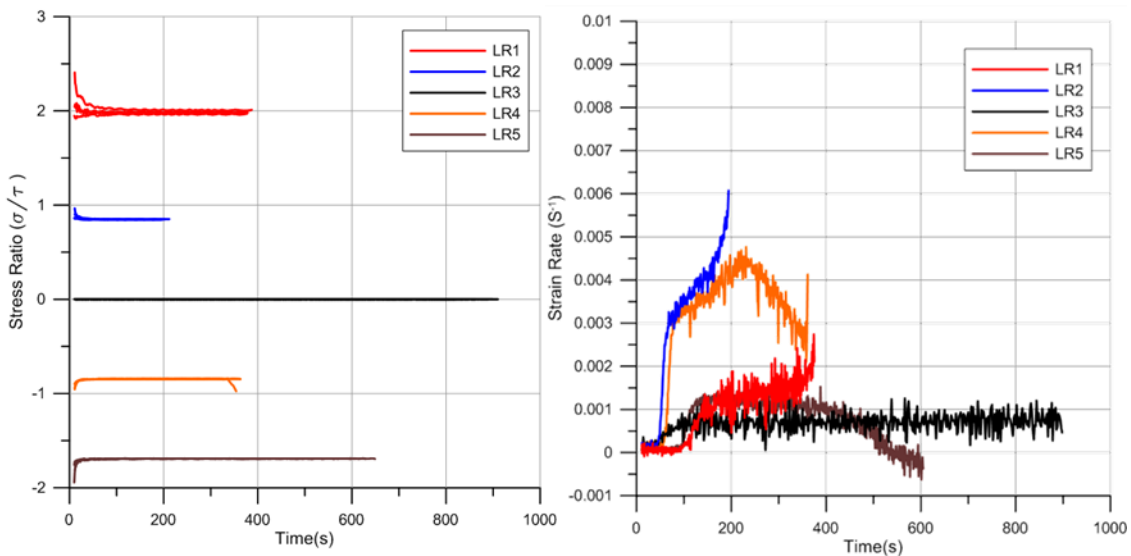 3
2
1
0
-1
-2
Stress Ratio (σ/τ)
0
200
400
600
800
1000
Time(s)
LR1
LR2
LR3
LR4
LR5
0.01
0.009
0.008
0.007
0.006
0.005
0.004
0.003
0.002
0.001
0
-0.001
Strain Rate (S⁻¹)
0
200
400
600
800
1000
Time(s)
LR1
LR2
LR3
LR4
LR5